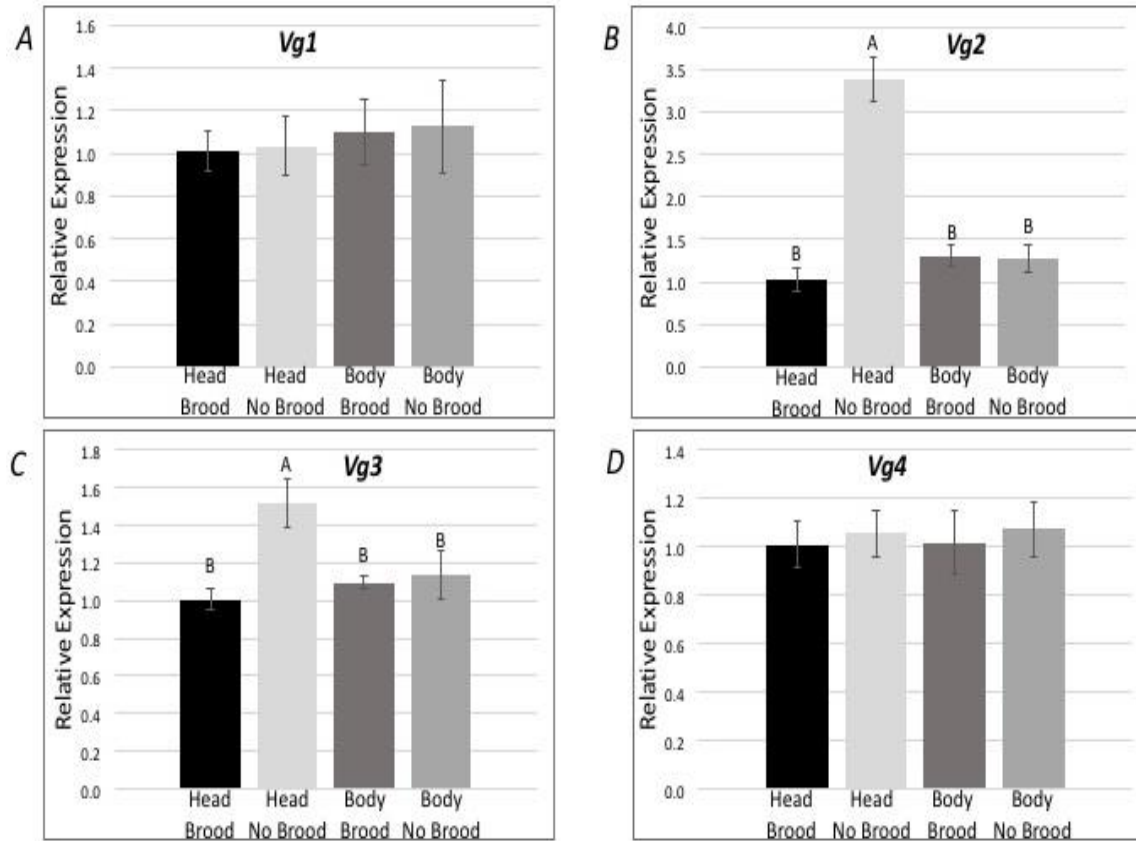 A
Vg1
Relative Expression
1.6
1.4
1.2
1.0
0.8
0.6
0.4
0.2
0.0
Head Head Body Body
Brood No Brood Brood No Brood
B
Vg2
Relative Expression
4.0
3.5
3.0
2.5
2.0
1.5
1.0
0.5
0.0
B A B B
Head Head Body Body
Brood No Brood Brood No Brood
C
Vg3
Relative Expression
1.8
1.6
1.4
1.2
1.0
0.8
0.6
0.4
0.2
0.0
B A B B
Head Head Body Body
Brood No Brood Brood No Brood
D
Vg4
Relative Expression
1.4
1.2
1.0
0.8
0.6
0.4
0.2
0.0
Head Head Body Body
Brood No Brood Brood No Brood